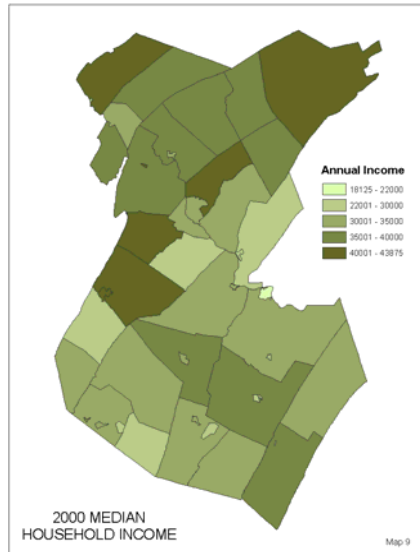 Annual Income
18125 - 22000
22001 - 30000
30001 - 35000
35001 - 40000
40001 - 43875
2000 MEDIAN
HOUSEHOLD INCOME
Map 9